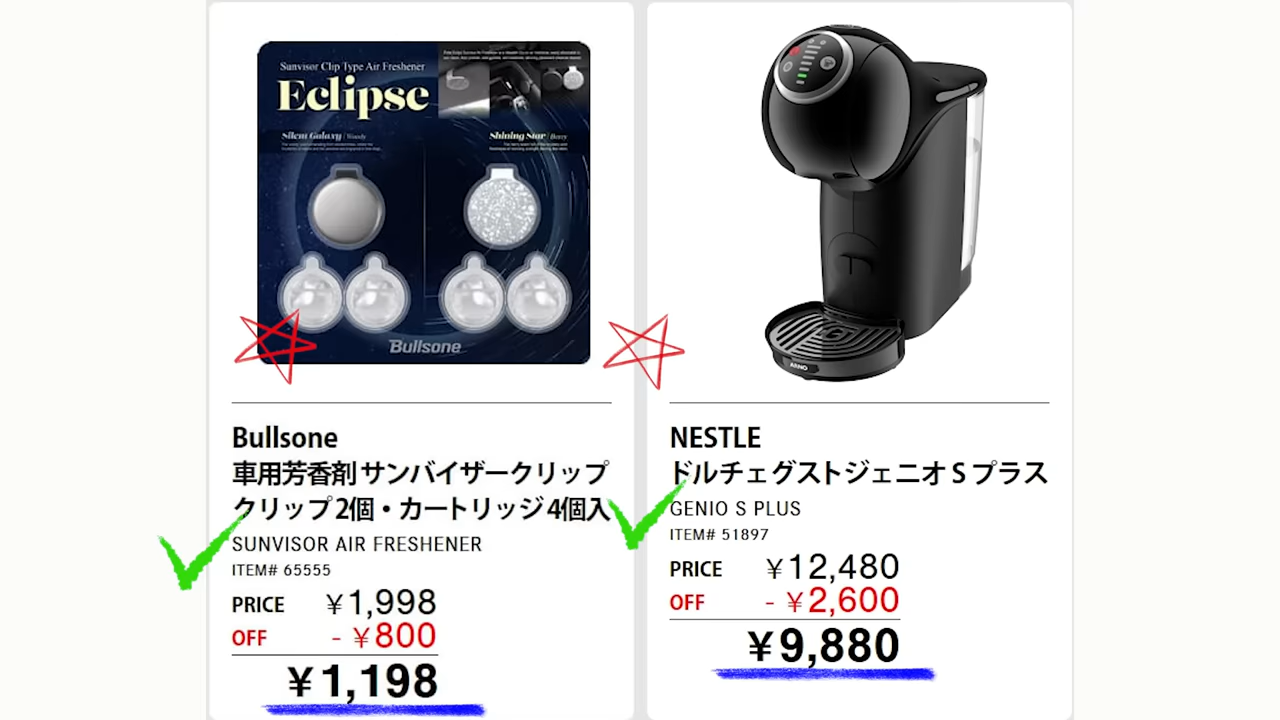 Sunvisor Clip Type Air Freshener
Eclipse
Silent Galaxy | Woody
Shining Star | Berry
Bullsone
Bullsone
車用芳香剤 サンバイザークリップ
クリップ 2個・カートリッジ 4個入
SUNVISOR AIR FRESHENER
ITEM# 65555
PRICE ¥1,998
OFF - ¥800
¥1,198
ARNO
NESTLE
ドルチェ グスト ジェニオ S プラス
GENIO S PLUS
ITEM# 51897
PRICE ¥12,480
OFF - ¥2,600
¥9,880